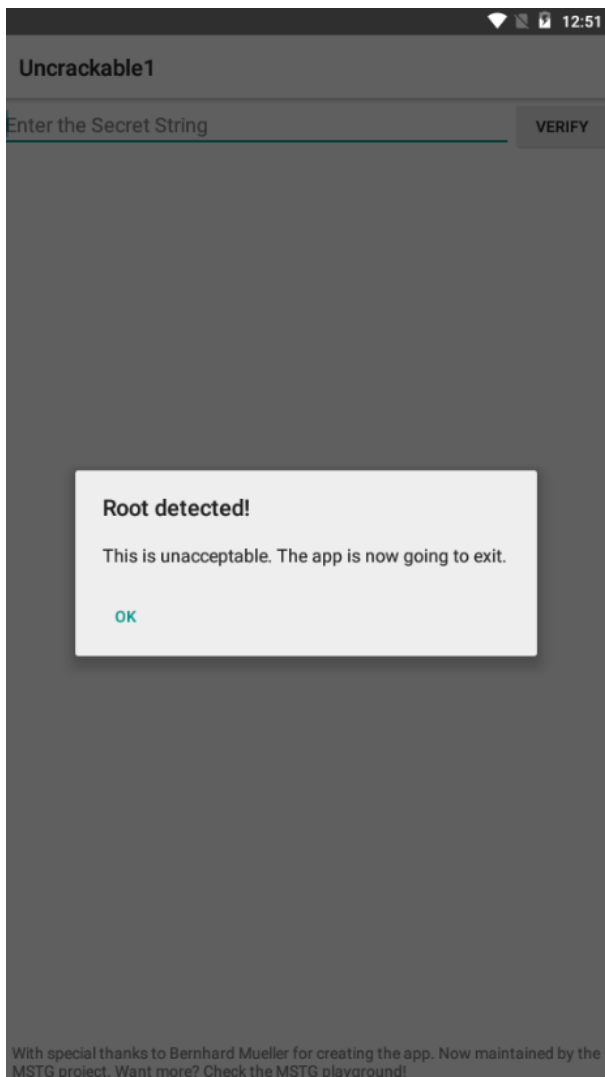 12:51
Uncrackable1
Enter the Secret String
VERIFY
Root detected!
This is unacceptable. The app is now going to exit.
OK
With special thanks to Bernhard Mueller for creating the app. Now maintained by the
MSTG project. Want more? Check the MSTG playground!